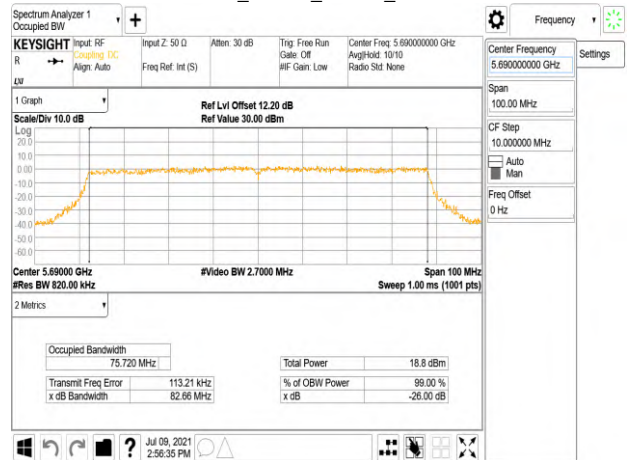 Spectrum Analyzer 1
Occupied BW
Frequency
KEYSIGHT
R
Input: RF
Coupling: DC
Align: Auto
Input Z: 50 Ω
Freq Ref: Int (S)
Atten: 30 dB
Trig: Free Run
Gate: Off
#IF Gain: Low
Center Freq: 5.690000000 GHz
Avg|Hold: 10/10
Radio Std: None
Center Frequency
5.690000000 GHz
Settings
Span
100.00 MHz
CF Step
10.000000 MHz
Auto
Man
Freq Offset
0 Hz
1 Graph
Scale/Div 10.0 dB
Ref Lvl Offset 12.20 dB
Ref Value 30.00 dBm
Log
20.0
10.0
0.00
-10.0
-20.0
-30.0
-40.0
-50.0
-60.0
Center 5.69000 GHz
#Res BW 820.00 kHz
#Video BW 2.7000 MHz
Span 100 MHz
Sweep 1.00 ms (1001 pts)
2 Metrics
Occupied Bandwidth
75.720 MHz
Transmit Freq Error 113.21 kHz
x dB Bandwidth 82.66 MHz
Total Power 18.8 dBm
% of OBW Power 99.00 %
x dB -26.00 dB
?
Jul 09, 2021
2:56:35 PM